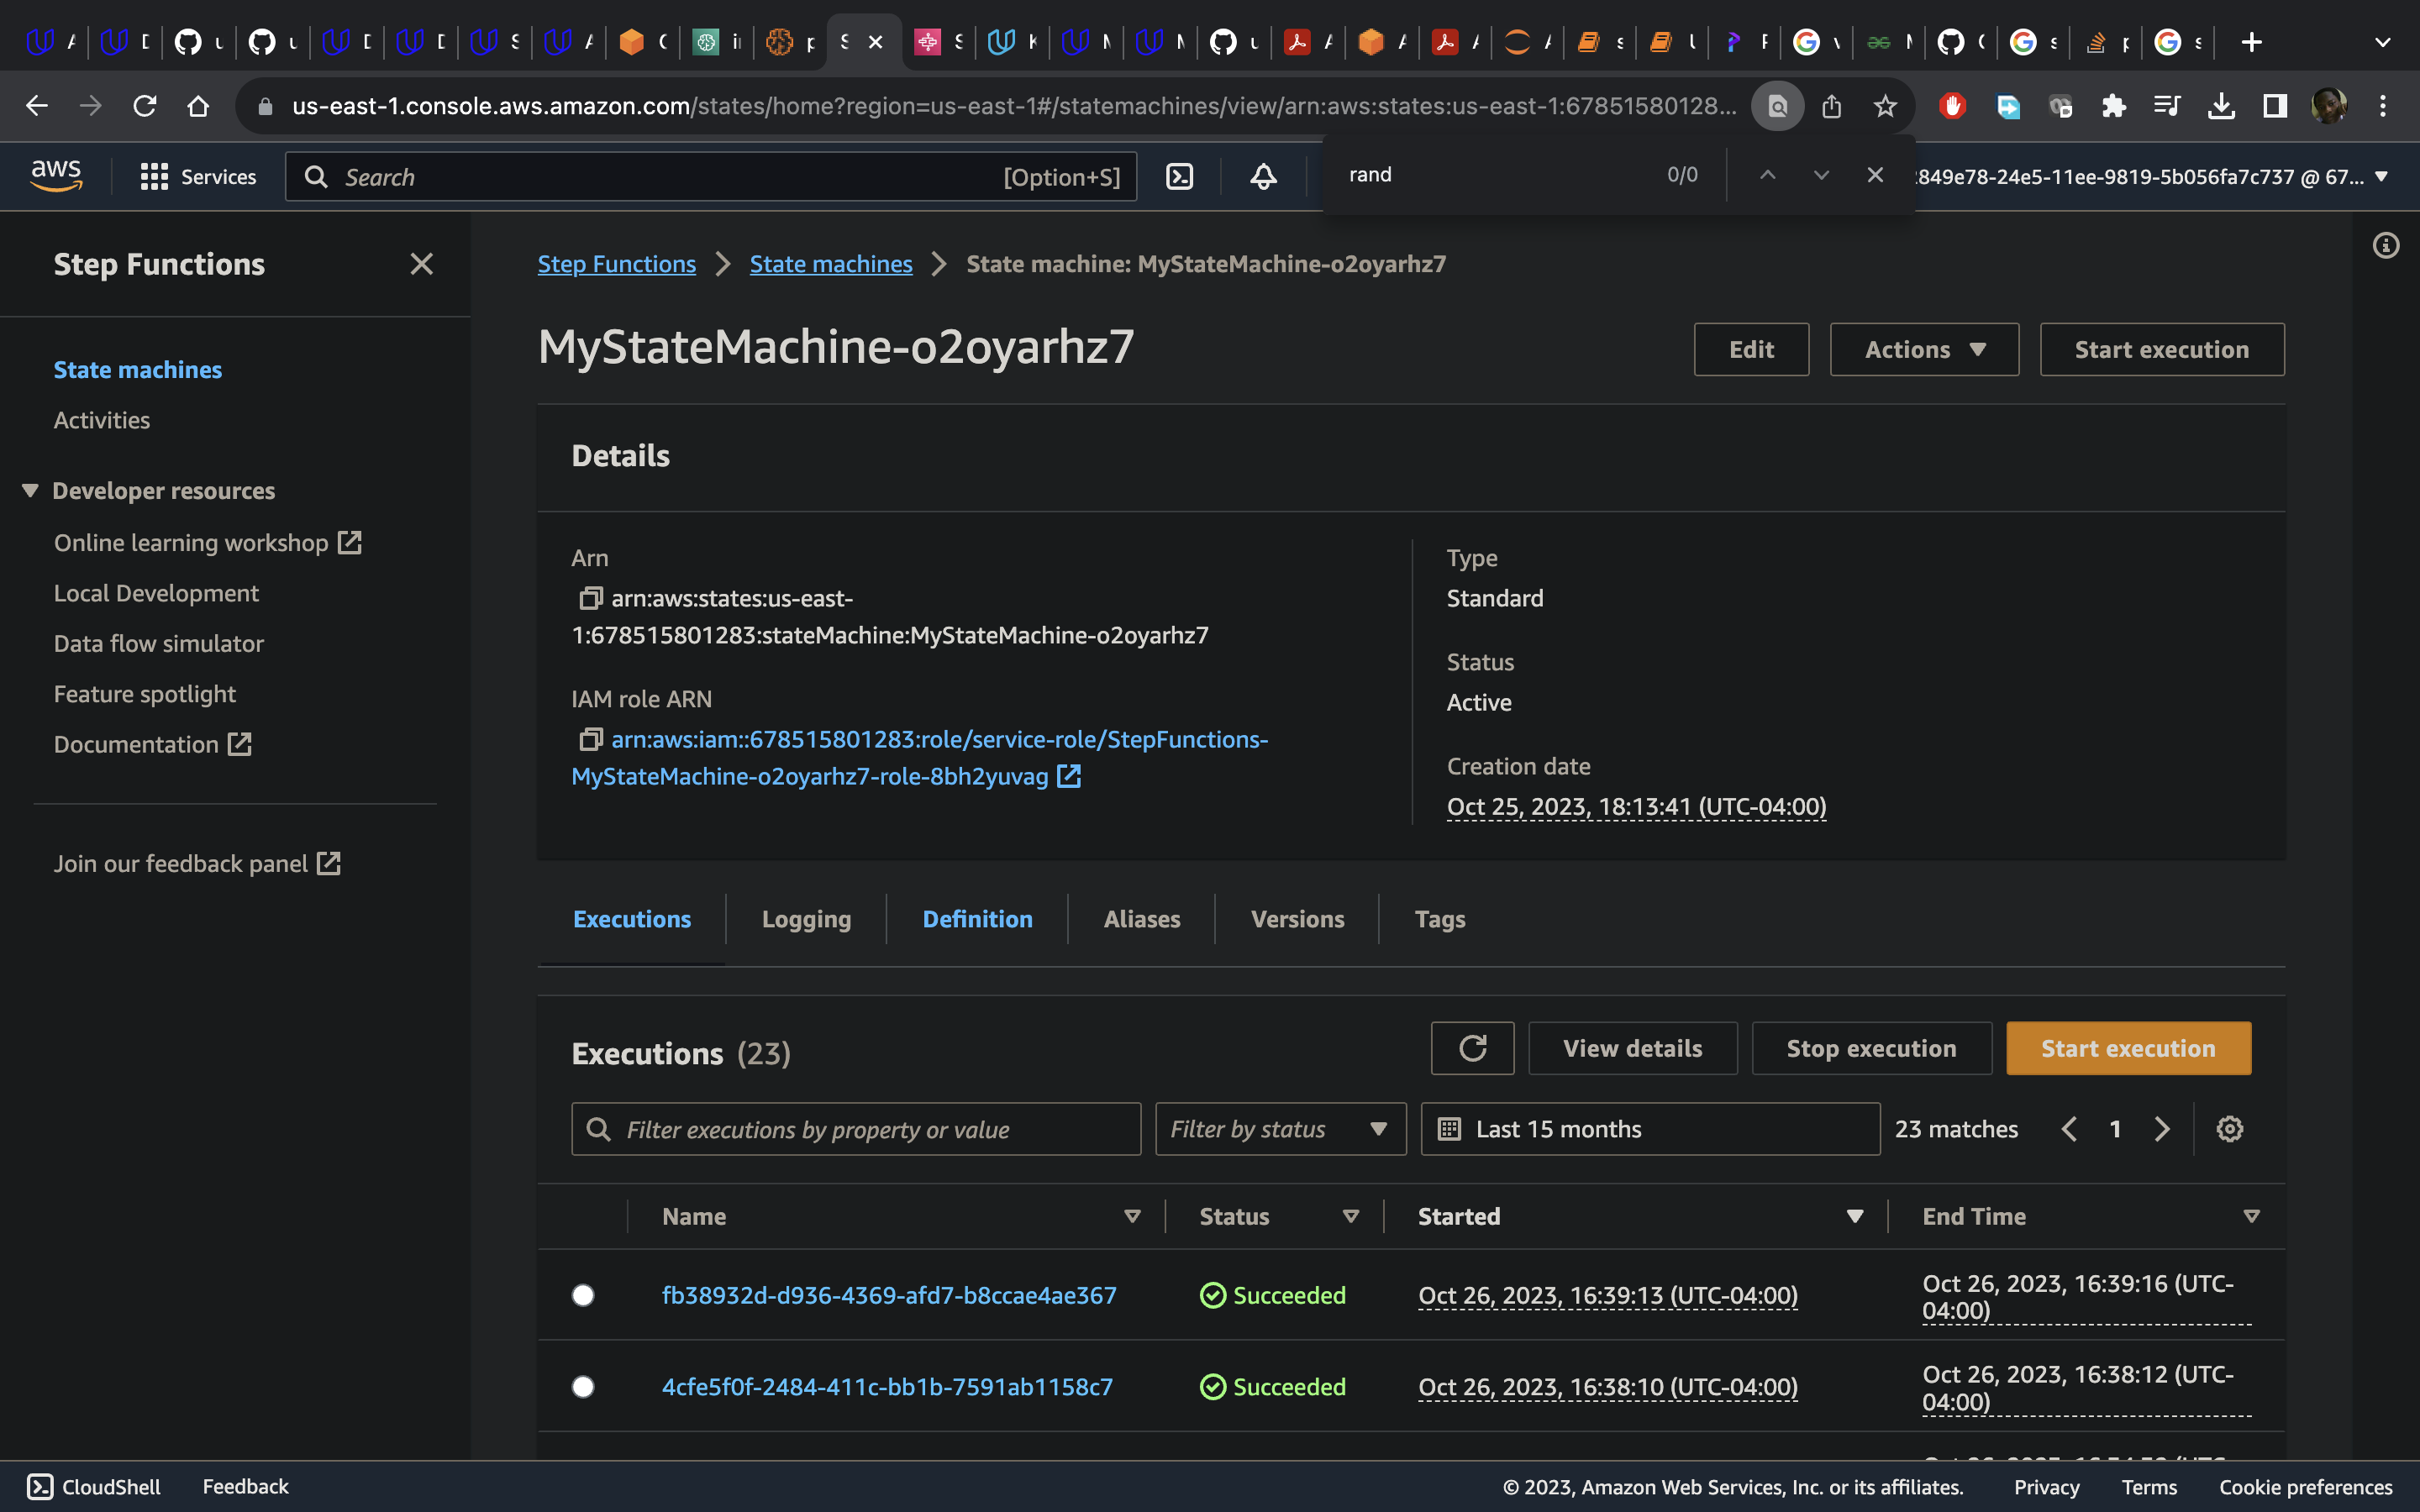 us-east-1.console.aws.amazon.com/states/home?region=us-east-1#/statemachines/view/arn:aws:states:us-east-1:67851580128...
aws
Services
Search
[Option+S]
rand
0/0
849e78-24e5-11ee-9819-5b056fa7c737 @ 67...
Step Functions
State machines
Activities
Developer resources
Online learning workshop
Local Development
Data flow simulator
Feature spotlight
Documentation
Join our feedback panel
Step Functions
State machines
State machine: MyStateMachine-o2oyarhz7
MyStateMachine-o2oyarhz7
Edit
Actions
Start execution
Details
Arn
arn:aws:states:us-east-
1:678515801283:stateMachine:MyStateMachine-o2oyarhz7
IAM role ARN
arn:aws:iam::678515801283:role/service-role/StepFunctions-
MyStateMachine-o2oyarhz7-role-8bh2yuvag
Type
Standard
Status
Active
Creation date
Oct 25, 2023, 18:13:41 (UTC-04:00)
Executions
Logging
Definition
Aliases
Versions
Tags
Executions (23)
View details
Stop execution
Start execution
Filter executions by property or value
Filter by status
Last 15 months
23 matches
1
Name
Status
Started
End Time
fb38932d-d936-4369-afd7-b8ccae4ae367
Succeeded
Oct 26, 2023, 16:39:13 (UTC-04:00)
Oct 26, 2023, 16:39:16 (UTC-
04:00)
4cfe5f0f-2484-411c-bb1b-7591ab1158c7
Succeeded
Oct 26, 2023, 16:38:10 (UTC-04:00)
Oct 26, 2023, 16:38:12 (UTC-
04:00)
CloudShell
Feedback
© 2023, Amazon Web Services, Inc. or its affiliates.
Privacy
Terms
Cookie preferences